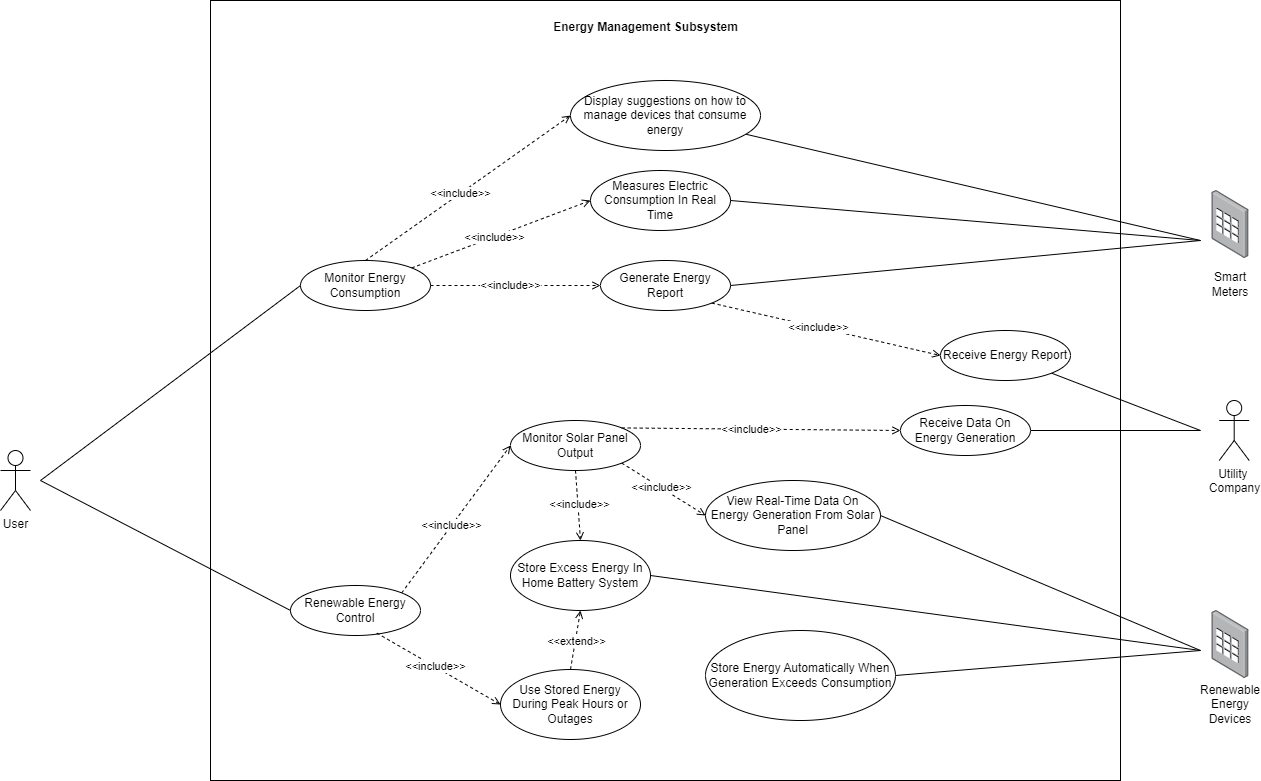 Energy Management Subsystem
Display suggestions on how to
manage devices that consume
energy
<<include>>
Measures Electric
Consumption In Real
Time
<<include>>
Monitor Energy
Consumption
<<include>>
Generate Energy
Report
Smart
Meters
<<include>>
Receive Energy Report
Monitor Solar Panel
Output
<<include>>
Receive Data On
Energy Generation
Utility
Company
User
<<include>>
<<include>>
<<include>>
View Real-Time Data On
Energy Generation From Solar
Panel
Store Excess Energy In
Home Battery System
Renewable Energy
Control
<<extend>>
<<include>>
Store Energy Automatically When
Generation Exceeds Consumption
Use Stored Energy
During Peak Hours or
Outages
Renewable
Energy
Devices